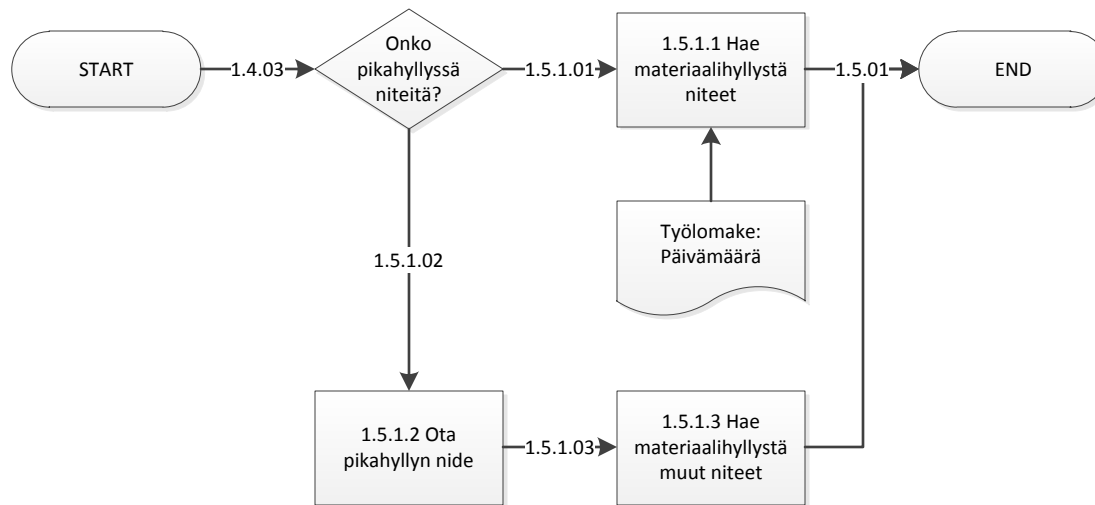 START
1.4.03
Onko
pikahyllyssä
niteitä?
1.5.1.01
1.5.1.1 Hae
materiaalihyllystä
niteet
1.5.01
END
Työlomake:
Päivämäärä
1.5.1.02
1.5.1.2 Ota
pikahyllyn nide
1.5.1.03
1.5.1.3 Hae
materiaalihyllystä
muut niteet